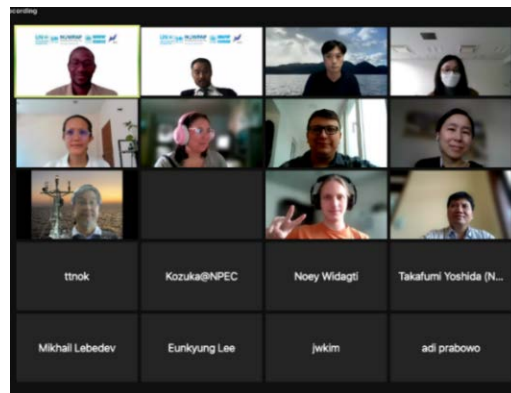 ecording
ttnok
Kozuka@NPEC
Noey Widagti
Takafumi Yoshida (N...
Mikhail Lebedev
Eunkyung Lee
jwkim
adi prabowo